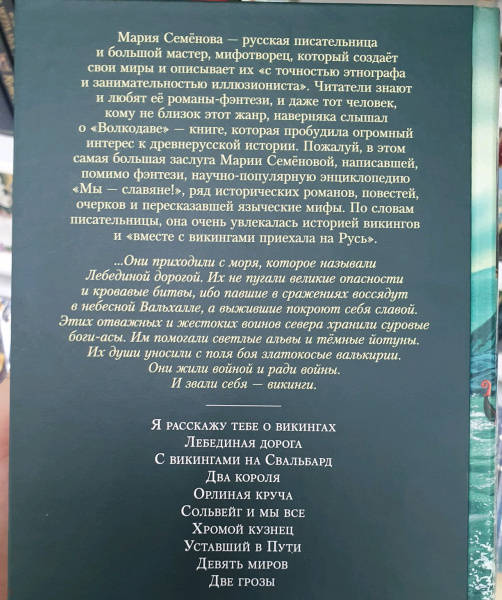 Мария Семёнова — русская писательница
и большой мастер, мифотворец, который создаёт
свои миры и описывает их «с точностью этнографа
и занимательностью иллюзиониста». Читатели знают
и любят её романы-фэнтези, и даже тот человек,
кому не близок этот жанр, наверняка слышал
о «Волкодаве» — книге, которая пробудила огромный
интерес к древнерусской истории. Пожалуй, в этом
самая большая заслуга Марии Семёновой, написавшей,
помимо фэнтези, научно-популярную энциклопедию
«Мы — славяне!», ряд исторических романов, повестей,
очерков и пересказавшей языческие мифы. По словам
писательницы, она очень увлекалась историей викингов
и «вместе с викингами приехала на Русь».
...Они приходили с моря, которое называли
Лебединой дорогой. Их не пугали великие опасности
и кровавые битвы, ибо павшие в сражениях воссядут
в небесной Вальхалле, а выжившие покроют себя славой.
Этих отважных и жестоких воинов севера хранили суровые
боги-асы. Им помогали светлые альвы и тёмные йотуны.
Их души уносили с поля боя златокосые валькирии.
Они жили войной и ради войны.
И звали себя — викинги.
Я расскажу тебе о викингах
Лебединая дорога
С викингами на Свальбард
Два короля
Орлиная круча
Сольвейг и мы все
Хромой кузнец
Уставший в Пути
Девять миров
Две грозы